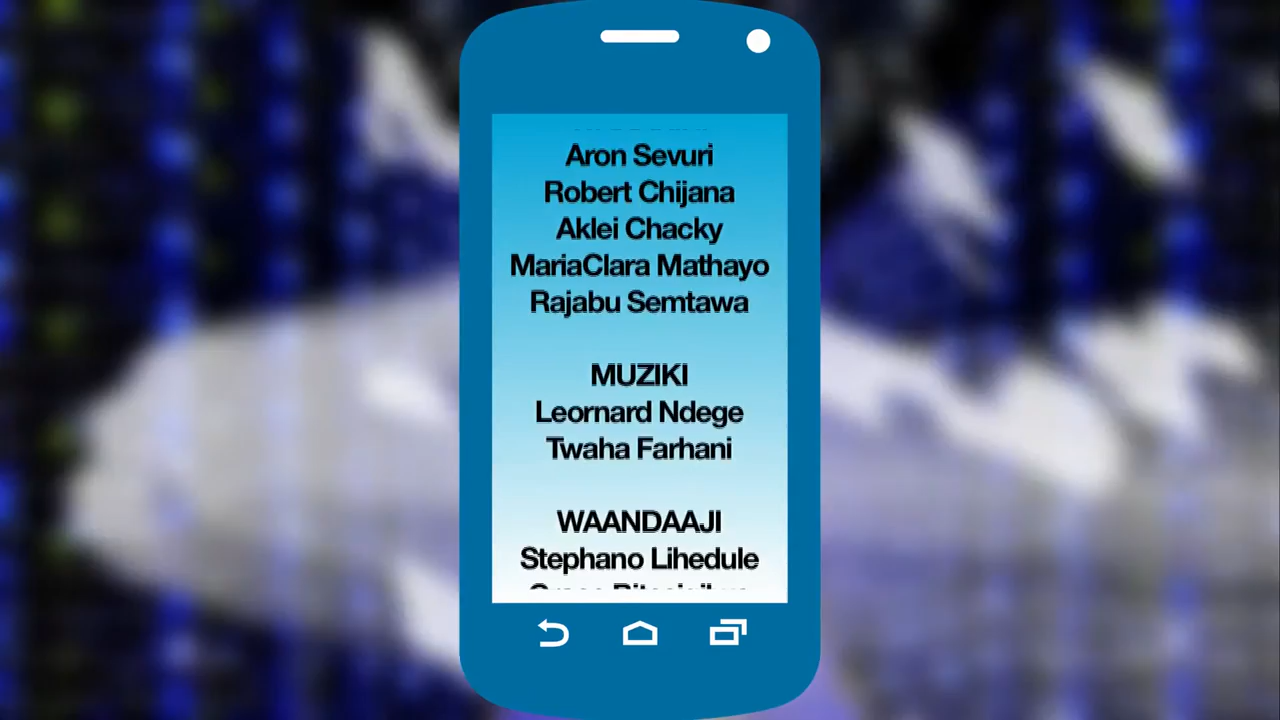 Aron Sevuri
Robert Chijana
Aklei Chacky
MariaClara Mathayo
Rajabu Semtawa
MUZIKI
Leornard Ndege
Twaha Farhani
WAANDAAJI
Stephano Lihedule